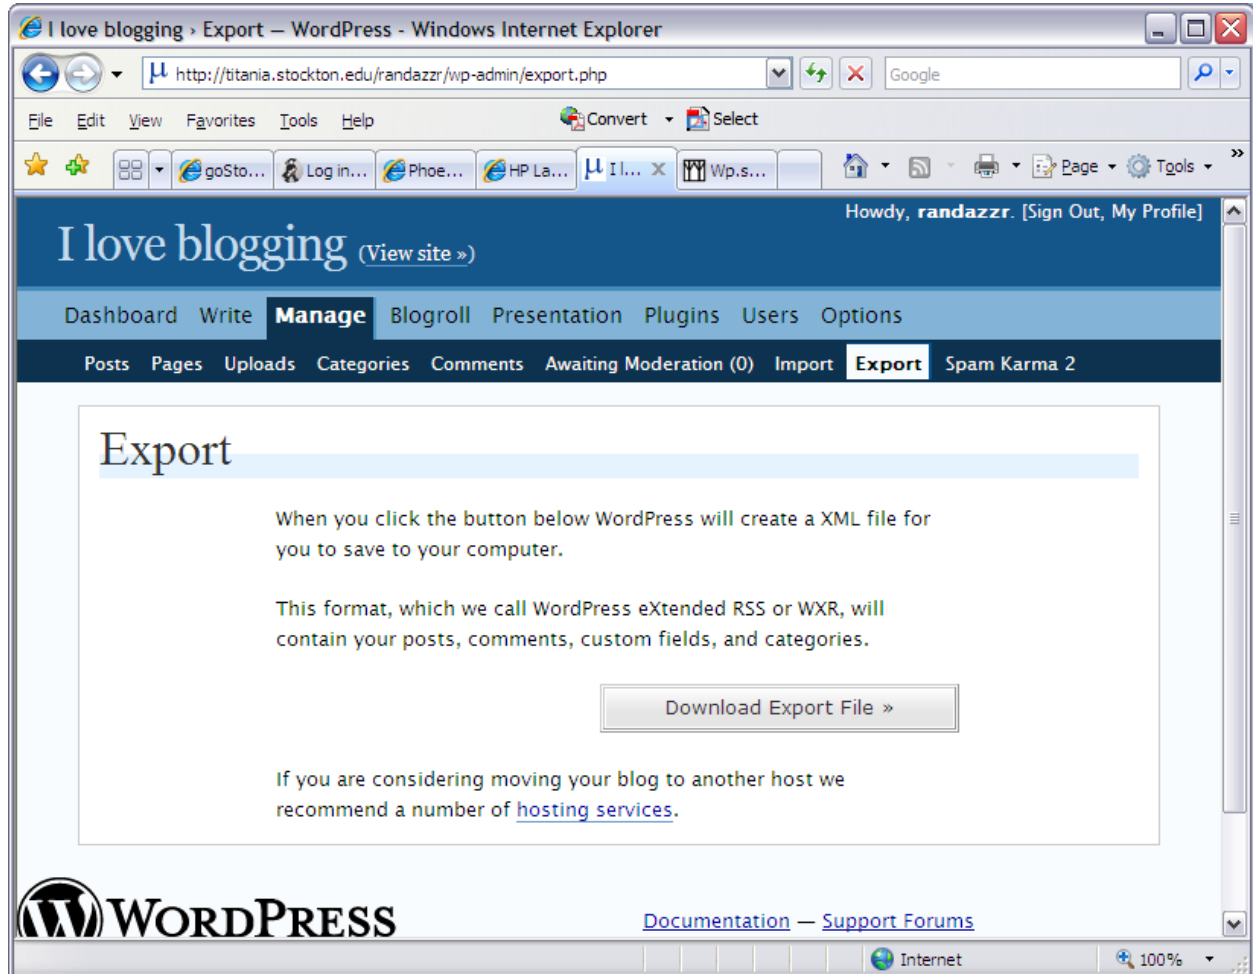 I love blogging › Export — WordPress - Windows Internet Explorer
http://titania.stockton.edu/randazzr/wp-admin/export.php
Google
File Edit View Favorites Tools Help Convert Select
goSto... Log in... Phoe... HP La... μ I l... Wp.s... Page Tools »
Howdy, randazzr. [Sign Out, My Profile]
I love blogging (View site »)
Dashboard Write Manage Blogroll Presentation Plugins Users Options
Posts Pages Uploads Categories Comments Awaiting Moderation (0) Import Export Spam Karma 2
Export
When you click the button below WordPress will create a XML file for
you to save to your computer.
This format, which we call WordPress eXtended RSS or WXR, will
contain your posts, comments, custom fields, and categories.
Download Export File »
If you are considering moving your blog to another host we
recommend a number of hosting services.
WORDPRESS
Documentation — Support Forums
Internet 100%